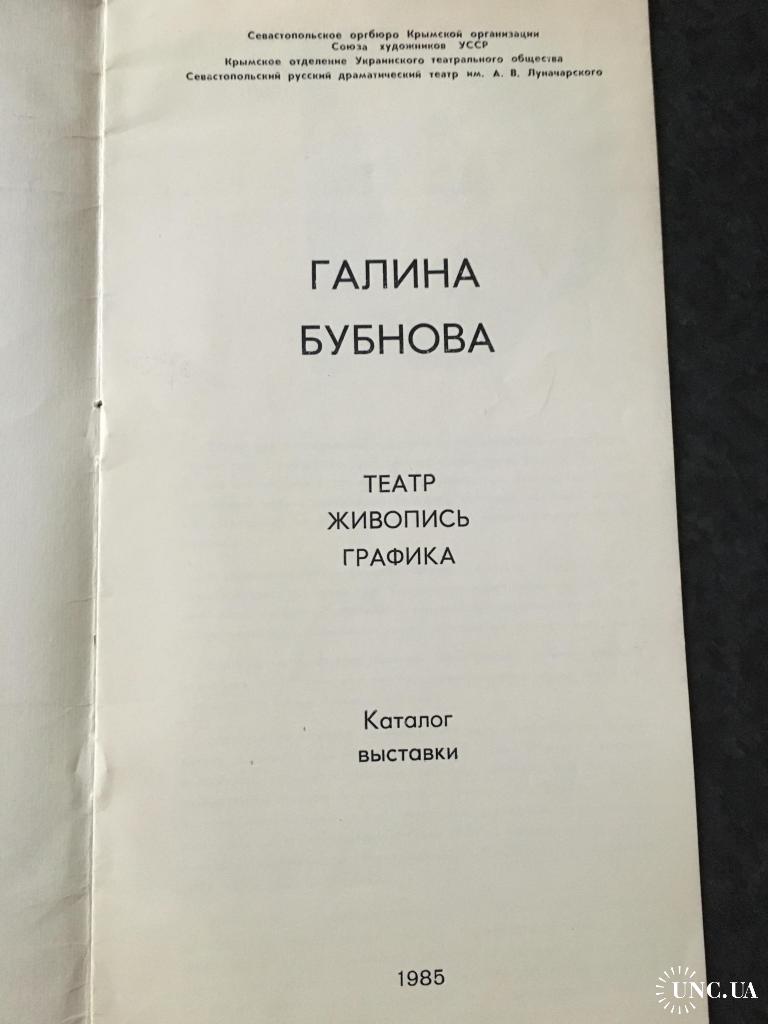 Севастопольское оргбюро Крымской организации
Союза художников УССР
Крымское отделение Украинского театрального общества
Севастопольский русский драматический театр им. А. В. Луначарского
ГАЛИНА
БУБНОВА
ТЕАТР
ЖИВОПИСЬ
ГРАФИКА
Каталог
выставки
1985
UNC.UA